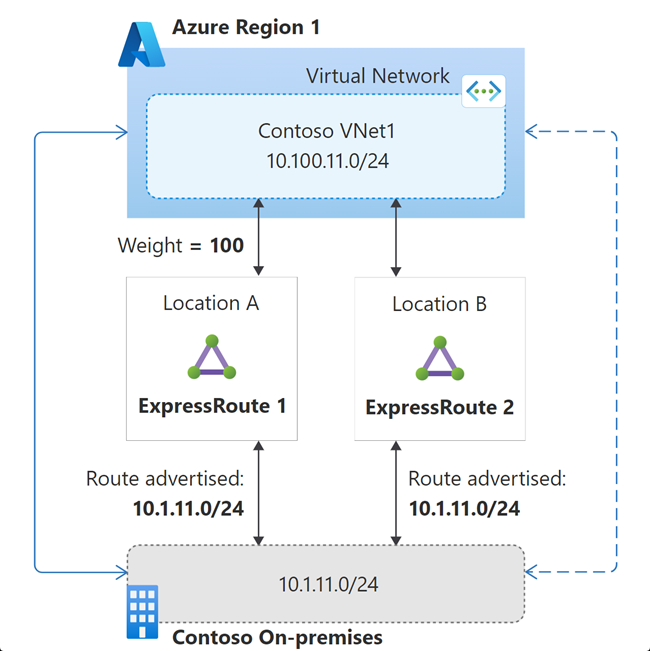 Azure Region 1
Virtual Network
Contoso VNet1
10.100.11.0/24
Weight = 100
Location A
ExpressRoute 1
Location B
ExpressRoute 2
Route advertised:
10.1.11.0/24
Route advertised:
10.1.11.0/24
10.1.11.0/24
Contoso On-premises